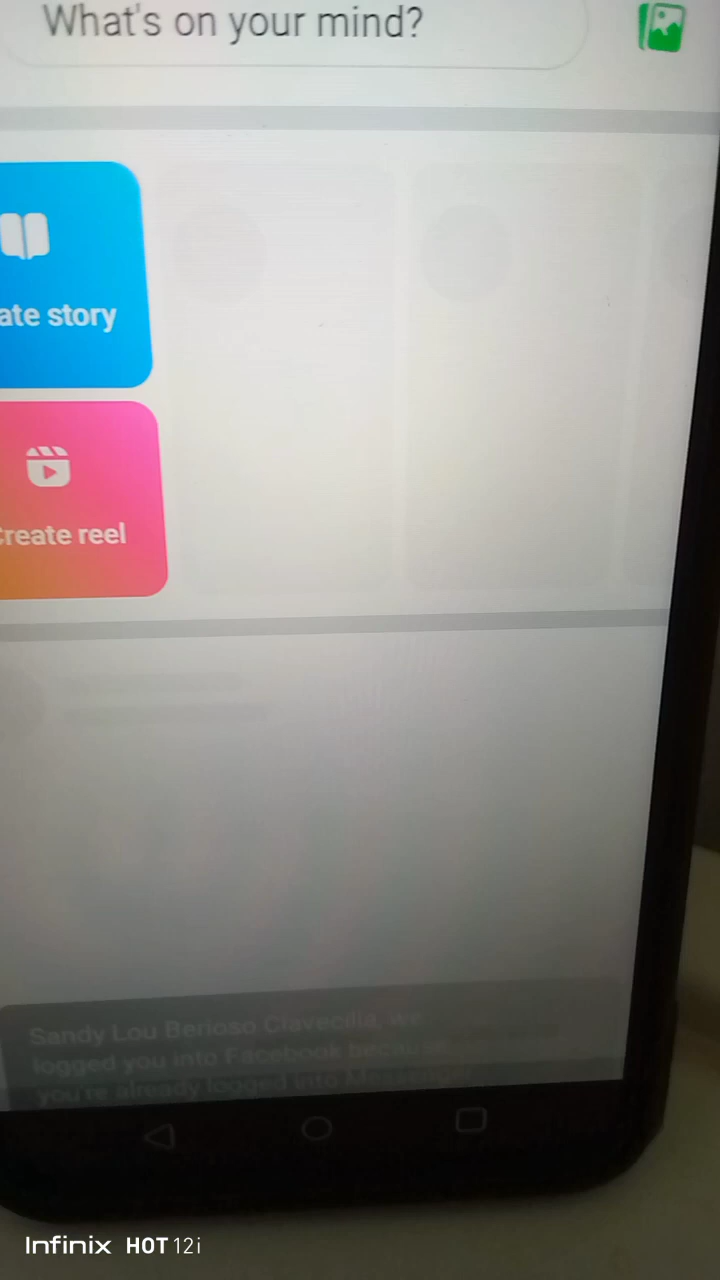 What's on your mind?
ate story
Create reel
Sandy Lou Berioso Clavecilla, we
logged you into Facebook because
you're already logged into Messenger.
Infinix HOT 12i